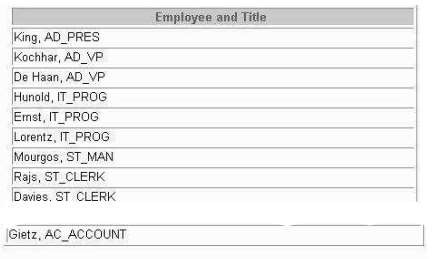 Employee and Title
King, AD_PRES
Kochhar, AD_VP
De Haan, AD_VP
Hunold, IT_PROG
Ernst, IT_PROG
Lorentz, IT_PROG
Mourgos, ST_MAN
Rajs, ST_CLERK
Davies, ST_CLERK
Gietz, AC_ACCOUNT